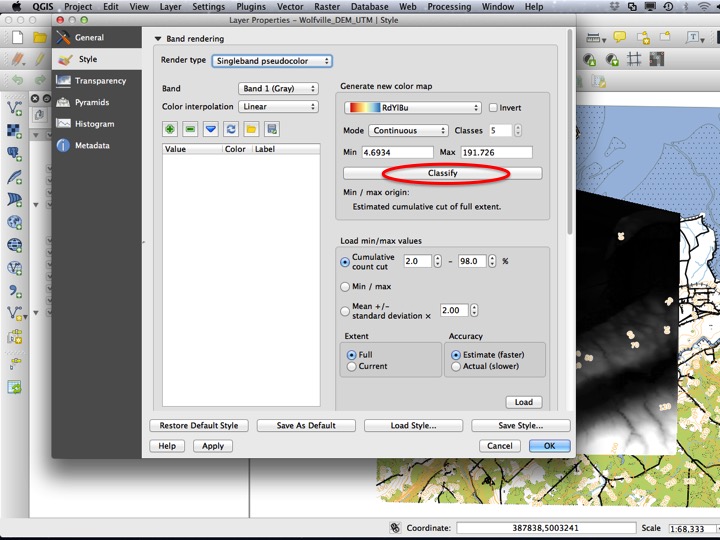 QGIS Project Edit View Layer Settings Plugins Vector Raster Database Web Processing Window Help
Layer Properties - Wolfville_DEM_UTM | Style
General
Style
Transparency
Pyramids
Histogram
Metadata
Band rendering
Render type Singleband pseudocolor
Band Band 1 (Gray)
Color interpolation Linear
Value Color Label
Generate new color map
RdYlBu Invert
Mode Continuous Classes 5
Min 4.6934 Max 191.726
Classify
Min / max origin:
Estimated cumulative cut of full extent.
Load min/max values
Cumulative count cut 2.0 - 98.0 %
Min / max
Mean +/-
standard deviation × 2.00
Extent
Full
Current
Accuracy
Estimate (faster)
Actual (slower)
Load
Restore Default Style Save As Default Load Style... Save Style...
Help Apply Cancel OK
Coordinate: 387838,5003241 Scale 1:68,333